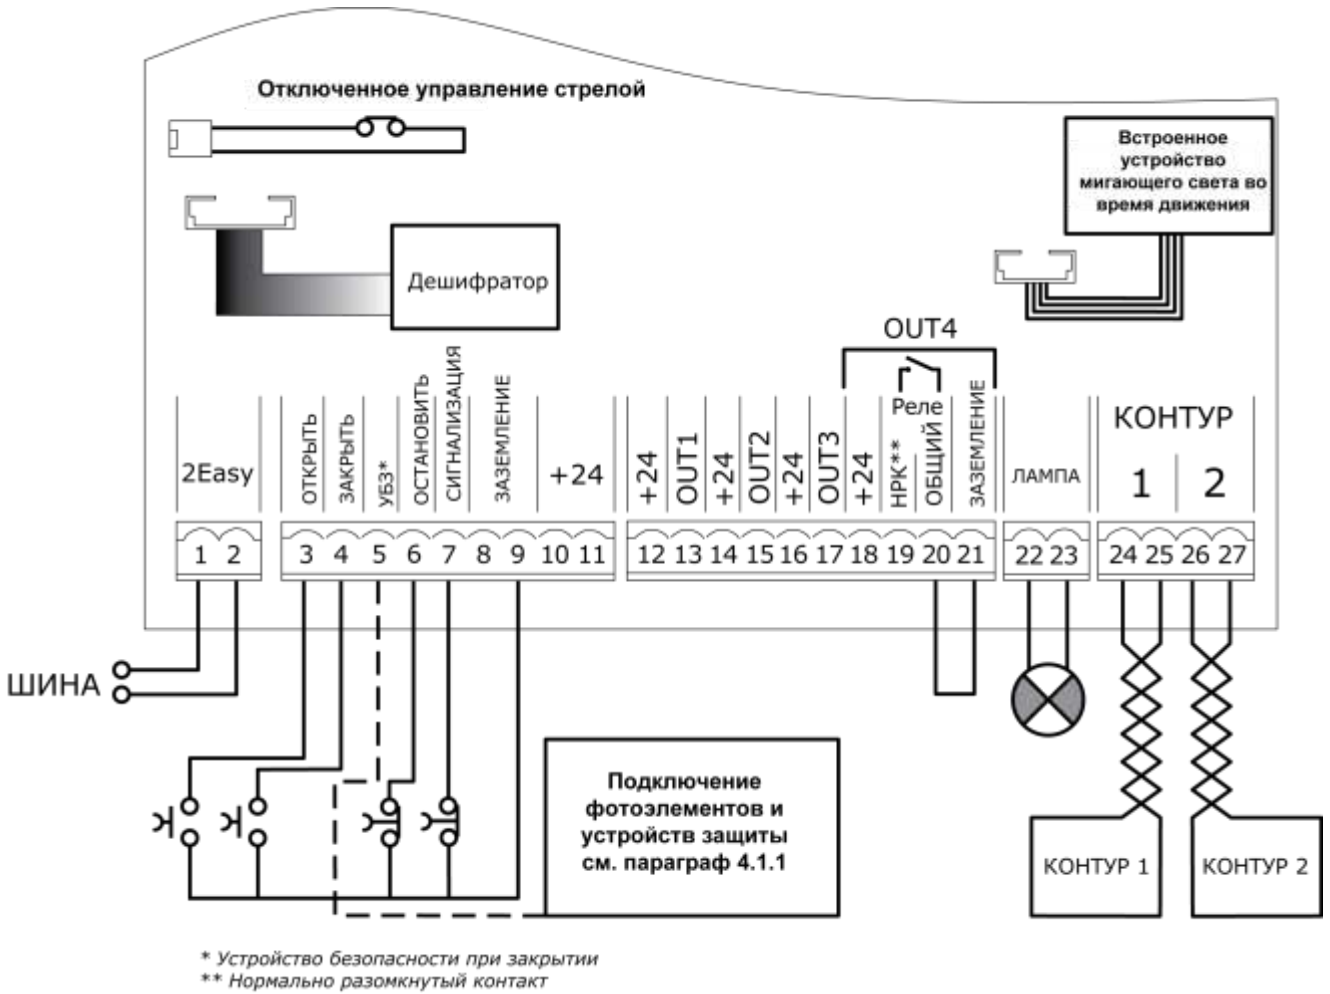 Отключенное управление стрелой
Встроенное
устройство
мигающего света во
время движения
Дешифратор
OUT4
Реле
2Easy
ОТКРЫТЬ
ЗАКРЫТЬ
УБЗ*
ОСТАНОВИТЬ
СИГНАЛИЗАЦИЯ
ЗАЗЕМЛЕНИЕ
+24
+24
OUT1
+24
OUT2
+24
OUT3
+24
НРК**
ОБЩИЙ
ЗАЗЕМЛЕНИЕ
ЛАМПА
КОНТУР
1 2
1 2 3 4 5 6 7 8 9 10 11 12 13 14 15 16 17 18 19 20 21 22 23 24 25 26 27
ШИНА
Подключение
фотоэлементов и
устройств защиты
см. параграф 4.1.1
КОНТУР 1
КОНТУР 2
* Устройство безопасности при закрытии
** Нормально разомкнутый контакт